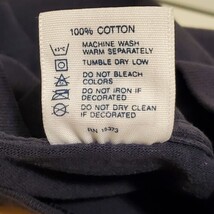 100% COTTON
MACHINE WASH
WARM SEPARATELY
TUMBLE DRY LOW
DO NOT BLEACH
COLORS
DO NOT IRON IF
DECORATED
DO NOT DRY CLEAN
IF DECORATED
RN 15373